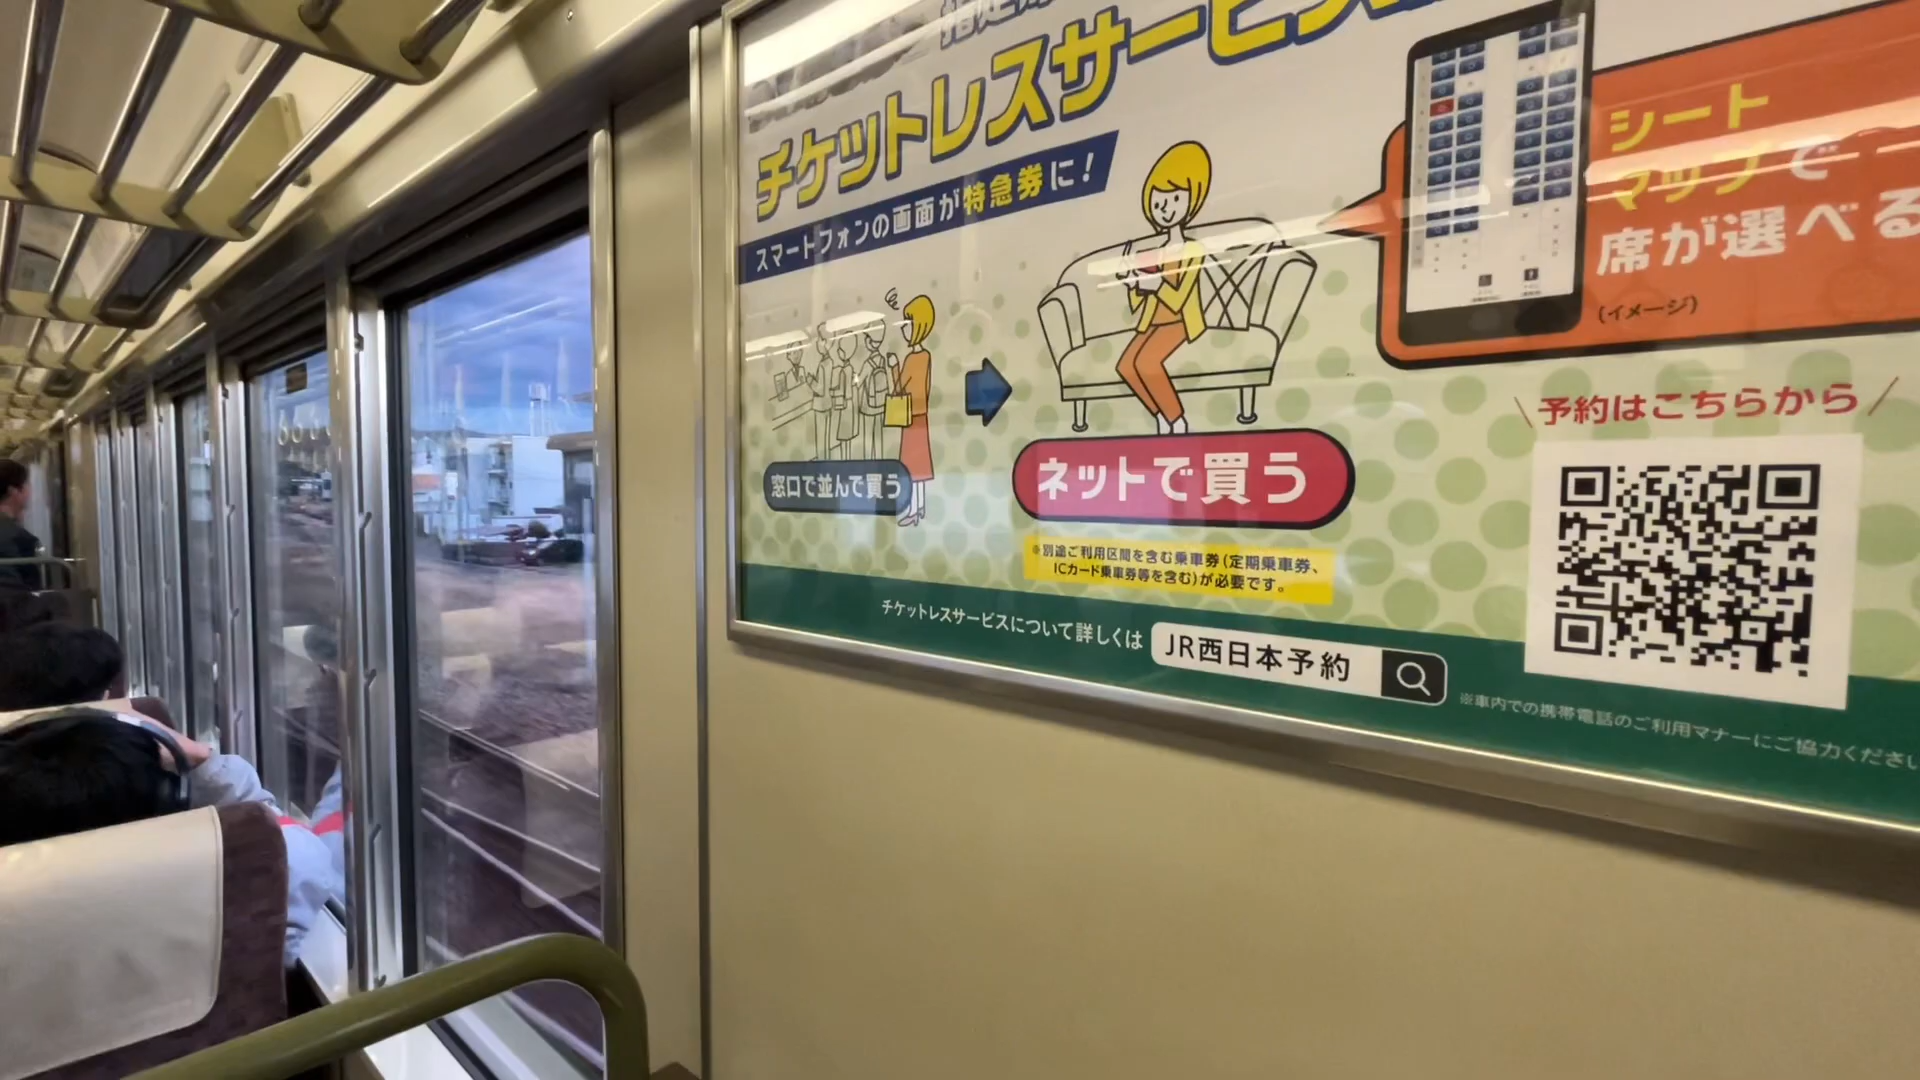 チケットレスサービス
スマートフォンの画面が特急券に!
シート
マップで
席が選べる
(イメージ)
窓口で並んで買う
ネットで買う
予約はこちらから
※別途ご利用区間を含む乗車券(定期乗車券、
ICカード乗車券等を含む)が必要です。
チケットレスサービスについて詳しくは
JR西日本予約
※車内での携帯電話のご利用マナーにご協力ください